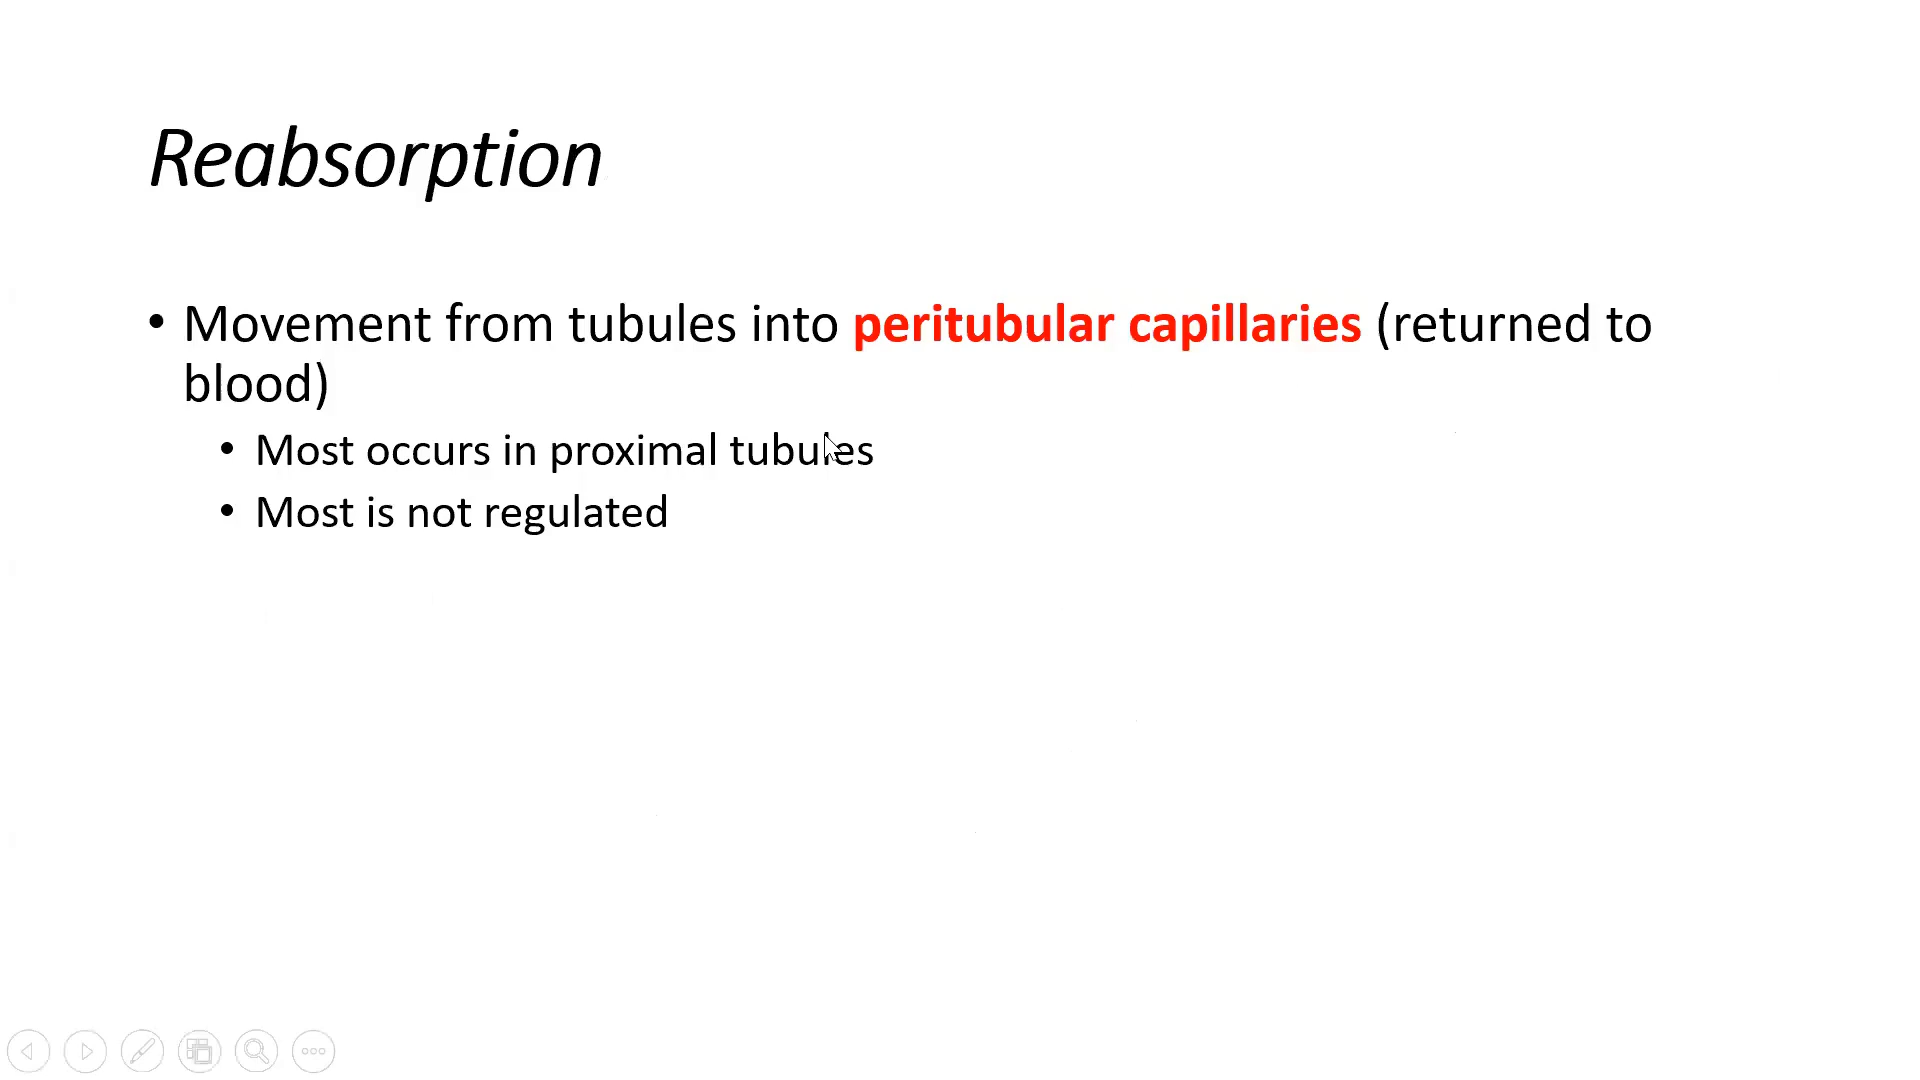 Reabsorption
• Movement from tubules into peritubular capillaries (returned to
blood)
• Most occurs in proximal tubules
• Most is not regulated